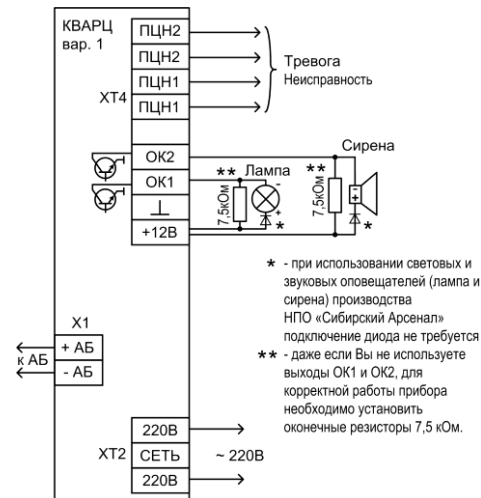 КВАРЦ
вар. 1
ПЦН2
ПЦН2
ПЦН1
ПЦН1
XT4
Тревога
Неисправность
ОК2
ОК1
⊥
+12В
** Лампа
7,5кОм
- +
*
Сирена
**
7,5кОм
- +
*
* - при использовании световых и
звуковых оповещателей (лампа и
сирена) производства
НПО «Сибирский Арсенал»
подключение диода не требуется
** - даже если Вы не используете
выходы ОК1 и ОК2, для
корректной работы прибора
необходимо установить
оконечные резисторы 7,5 кОм.
X1
+ АБ
- АБ
к АБ
XT2
220В
СЕТЬ
220В
~ 220В